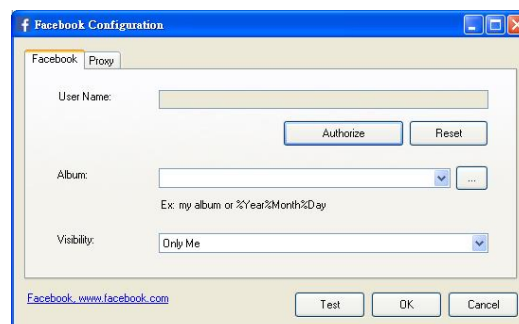 Facebook Configuration
Facebook Proxy
User Name:
Authorize Reset
Album:
...
Ex: my album or %Year%Month%Day
Visibility: Only Me
Facebook, www.facebook.com
Test OK Cancel